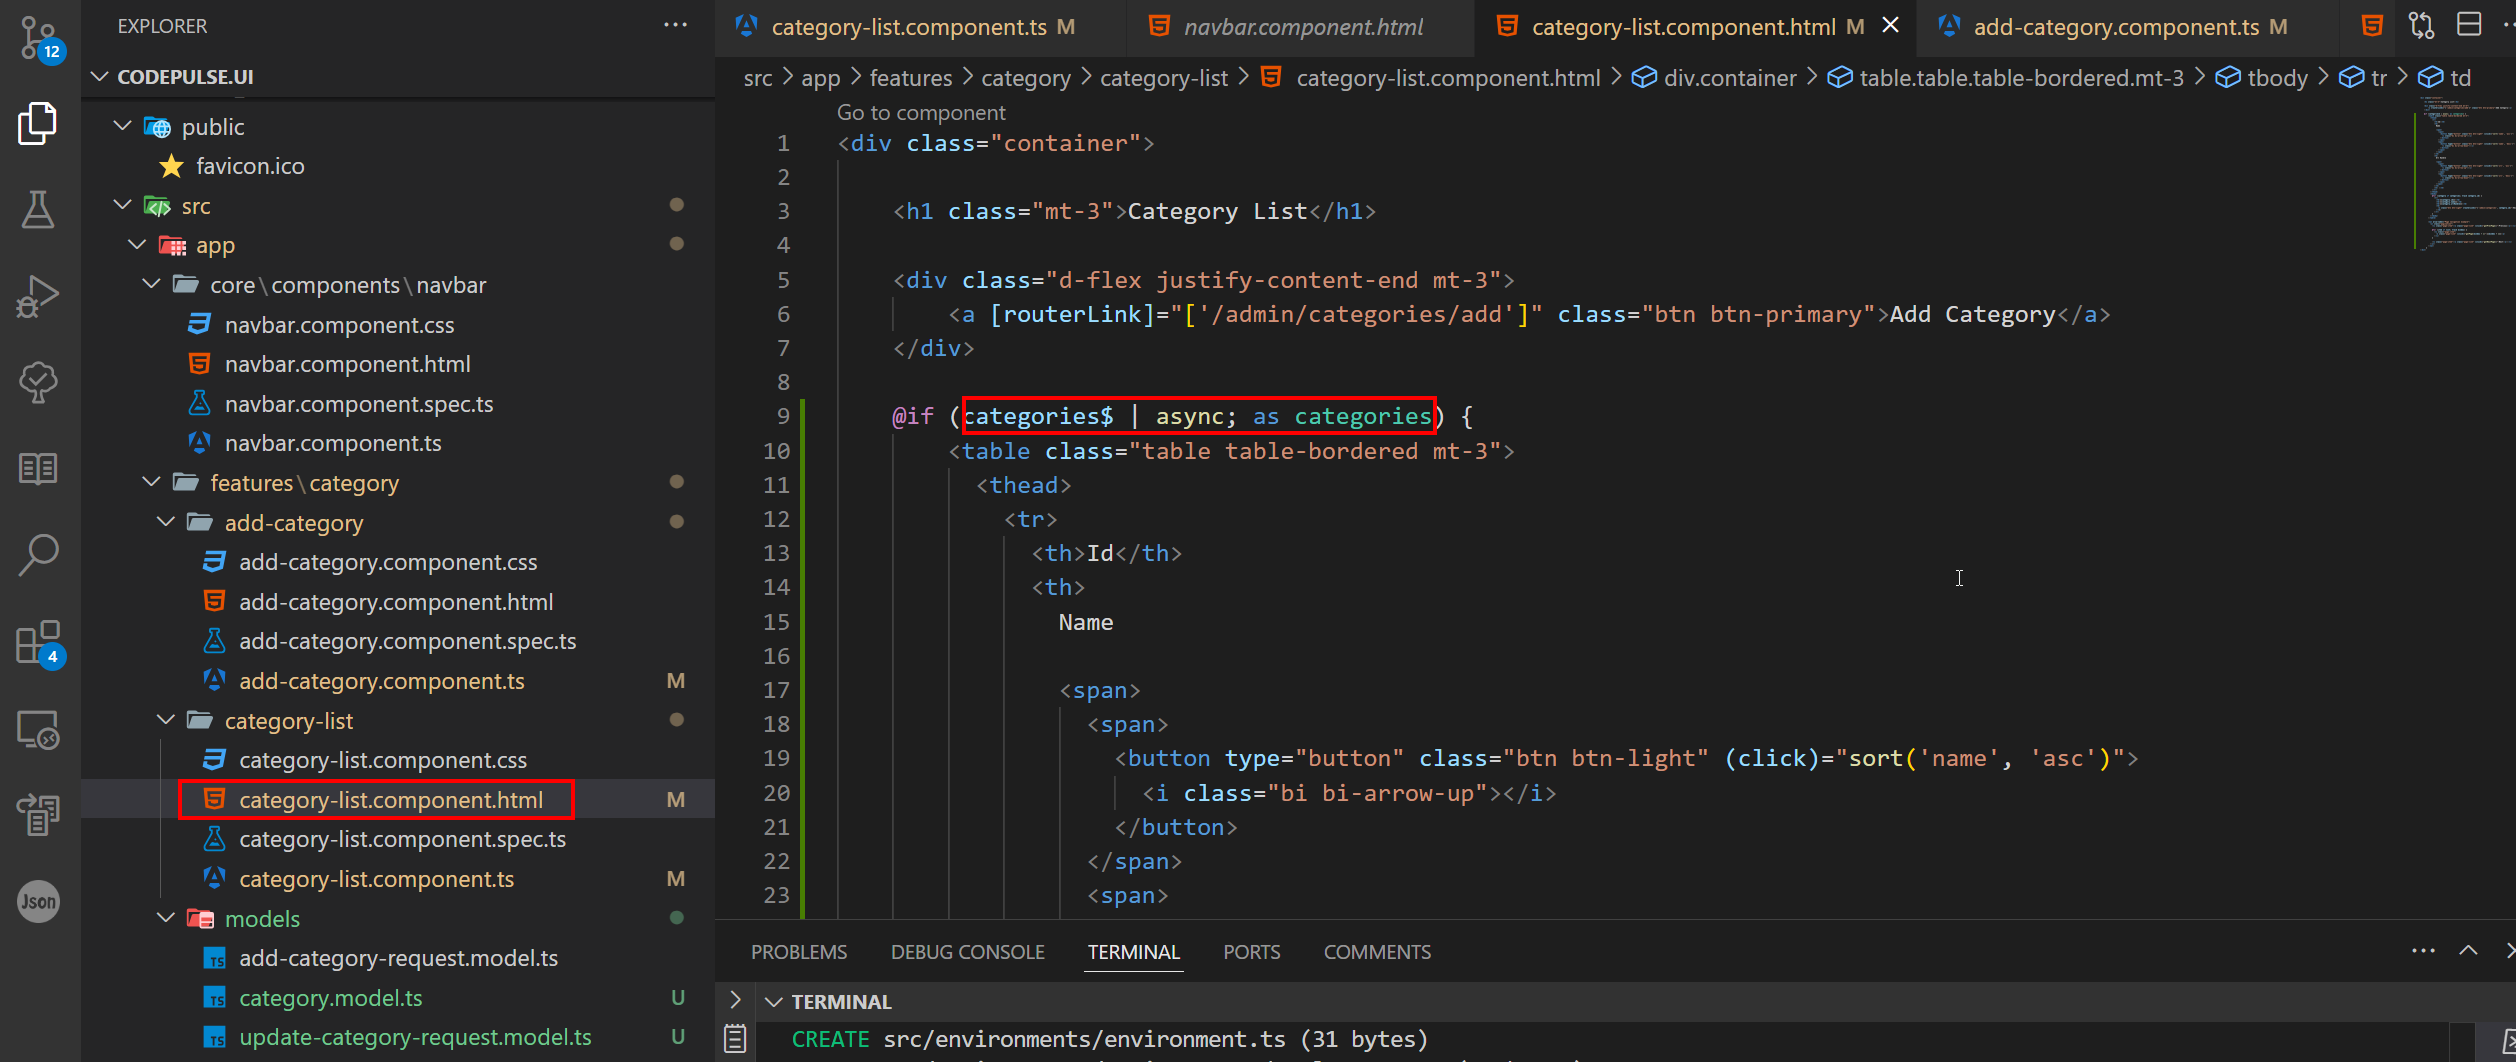 12
EXPLORER
CODEPULSE.UI
public
favicon.ico
src
app
core\components\navbar
navbar.component.css
navbar.component.html
navbar.component.spec.ts
navbar.component.ts
features\category
add-category
add-category.component.css
add-category.component.html
add-category.component.spec.ts
add-category.component.ts M
category-list
category-list.component.css
category-list.component.html M
category-list.component.spec.ts
category-list.component.ts M
models
add-category-request.model.ts
category.model.ts U
update-category-request.model.ts U
4
Json
category-list.component.ts M navbar.component.html category-list.component.html M add-category.component.ts M
src > app > features > category > category-list > category-list.component.html > div.container > table.table.table-bordered.mt-3 > tbody > tr > td
Go to component
1 <div class="container">
2
3 <h1 class="mt-3">Category List</h1>
4
5 <div class="d-flex justify-content-end mt-3">
6 <a [routerLink]="['/admin/categories/add']" class="btn btn-primary">Add Category</a>
7 </div>
8
9 @if (categories$ | async; as categories) {
10 <table class="table table-bordered mt-3">
11 <thead>
12 <tr>
13 <th>Id</th>
14 <th>
15 Name
16
17 <span>
18 <span>
19 <button type="button" class="btn btn-light" (click)="sort('name', 'asc')">
20 <i class="bi bi-arrow-up"></i>
21 </button>
22 </span>
23 <span>
PROBLEMS DEBUG CONSOLE TERMINAL PORTS COMMENTS
TERMINAL
CREATE src/environments/environment.ts (31 bytes)